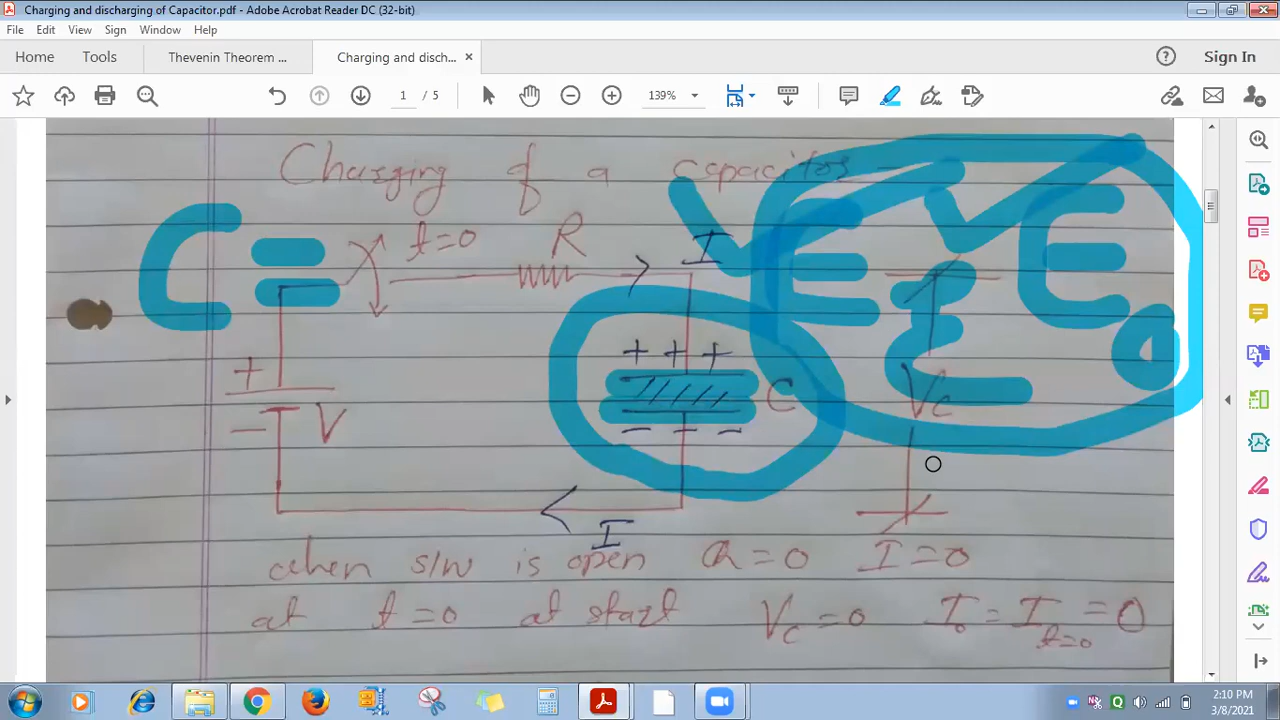 Charging and discharging of Capacitor.pdf - Adobe Acrobat Reader DC (32-bit)
File Edit View Sign Window Help
Home Tools Thevenin Theorem ... Charging and disch... × Sign In
1 / 5 139%
Charging of a capacitor
t=0 R I
+ + +
C
+ - V
- - -
Vc
I
when s/w is open Q=0 I=0
at t=0 at start Vc=0 I₀ = I t=0 = 0
2:10 PM
3/8/2021